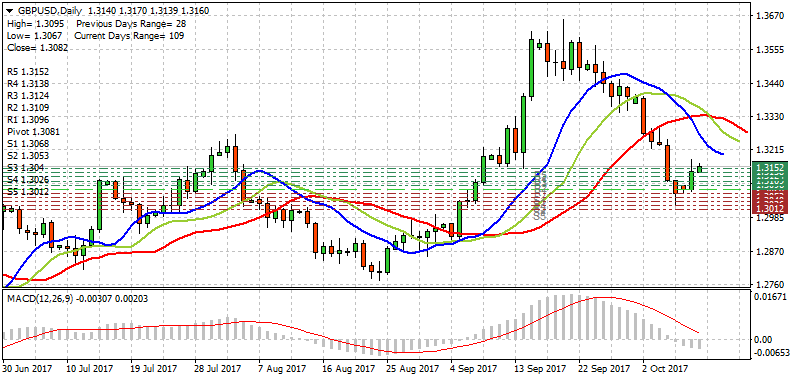 GBPUSD,Daily 1.3140 1.3170 1.3139 1.3160
High= 1.3095 Previous Days Range= 28
Low= 1.3067 Current Days Range= 109
Close= 1.3082
R5 1.3152
R4 1.3138
R3 1.3124
R2 1.3109
R1 1.3096
Pivot 1.3081
S1 1.3068
S2 1.3053
S3 1.304
S4 1.3026
S5 1.3012
1.3670
1.3555
1.3440
1.3330
1.3215
1.3152
1.3012
1.2985
1.2870
1.2760
MACD(12,26,9) -0.00307 0.00203
0.01671
0.00
-0.00653
30 Jun 2017 10 Jul 2017 19 Jul 2017 28 Jul 2017 7 Aug 2017 16 Aug 2017 25 Aug 2017 4 Sep 2017 13 Sep 2017 22 Sep 2017 2 Oct 2017